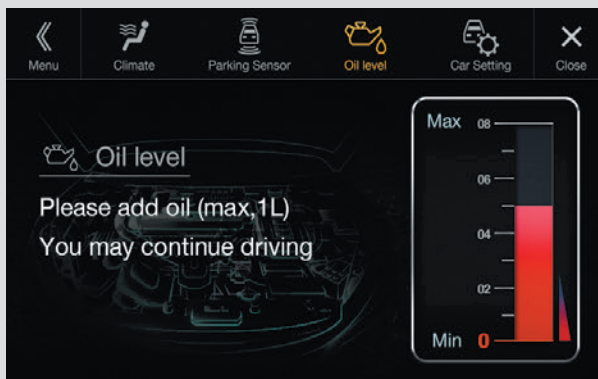 Menu
Climate
Parking Sensor
Oil level
Car Setting
Close
Oil level
Please add oil (max,1L)
You may continue driving
Max 08
06
04
02
Min 0